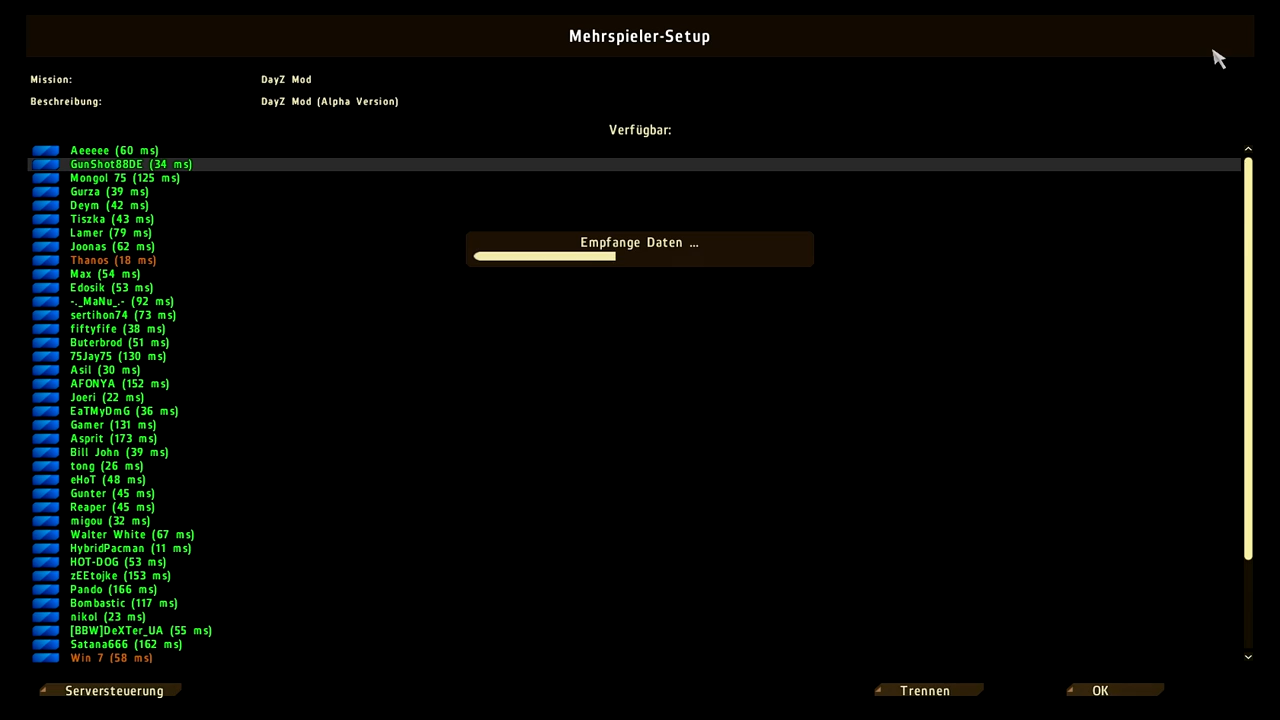 Mehrspieler-Setup
Mission: DayZ Mod
Beschreibung: DayZ Mod (Alpha Version)
Verfügbar:
Aeeeee (60 ms)
GunShot88DE (34 ms)
Mongol 75 (125 ms)
Gurza (39 ms)
Deym (42 ms)
Tiszka (43 ms)
Lamer (79 ms)
Joonas (62 ms)
Thanos (18 ms)
Max (54 ms)
Edosik (53 ms)
-._MaNu_.- (92 ms)
sertihon74 (73 ms)
fiftyfife (38 ms)
Buterbrod (51 ms)
75Jay75 (130 ms)
Asil (30 ms)
AFONYA (152 ms)
Joeri (22 ms)
EaTMyDmG (36 ms)
Gamer (131 ms)
Asprit (173 ms)
Bill John (39 ms)
tong (26 ms)
eHoT (48 ms)
Gunter (45 ms)
Reaper (45 ms)
migou (32 ms)
Walter White (67 ms)
HybridPacman (11 ms)
HOT-DOG (53 ms)
zEEtojke (153 ms)
Pando (166 ms)
Bombastic (117 ms)
nikol (23 ms)
[BBW]DeXTer_UA (55 ms)
Satana666 (162 ms)
Win 7 (58 ms)
Empfange Daten ...
Serversteuerung
Trennen
OK